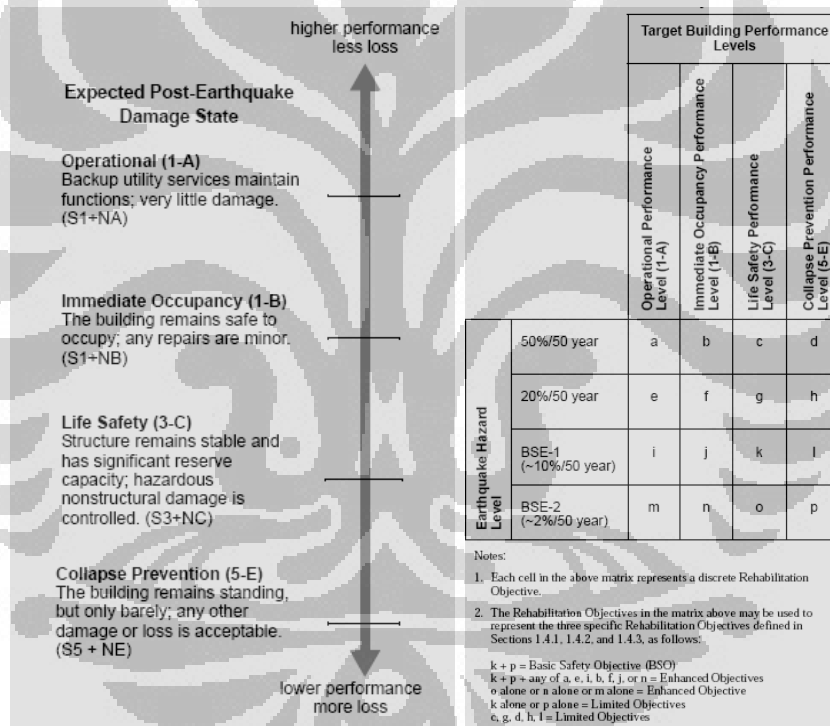 higher performance
less loss
Expected Post-Earthquake
Damage State
Operational (1-A)
Backup utility services maintain
functions; very little damage.
(S1+NA)
Immediate Occupancy (1-B)
The building remains safe to
occupy; any repairs are minor.
(S1+NB)
Life Safety (3-C)
Structure remains stable and
has significant reserve
capacity; hazardous
nonstructural damage is
controlled. (S3+NC)
Collapse Prevention (5-E)
The building remains standing,
but only barely; any other
damage or loss is acceptable.
(S5 + NE)
lower performance
more loss
Target Building Performance
Levels
Operational Performance
Level (1-A)
Immediate Occupancy Performance
Level (1-B)
Life Safety Performance
Level (3-C)
Collapse Prevention Performance
Level (5-E)
Earthquake Hazard
Level
50%/50 year a b c d
20%/50 year e f g h
BSE-1
(~10%/50 year) i j k l
BSE-2
(~2%/50 year) m n o p
Notes:
1. Each cell in the above matrix represents a discrete Rehabilitation
Objective.
2. The Rehabilitation Objectives in the matrix above may be used to
represent the three specific Rehabilitation Objectives defined in
Sections 1.4.1, 1.4.2, and 1.4.3, as follows:
k + p = Basic Safety Objective (BSO)
k + p + any of a, e, i, b, f, j, or n = Enhanced Objectives
o alone or n alone or m alone = Enhanced Objective
k alone or p alone = Limited Objectives
c, g, d, h, l = Limited Objectives